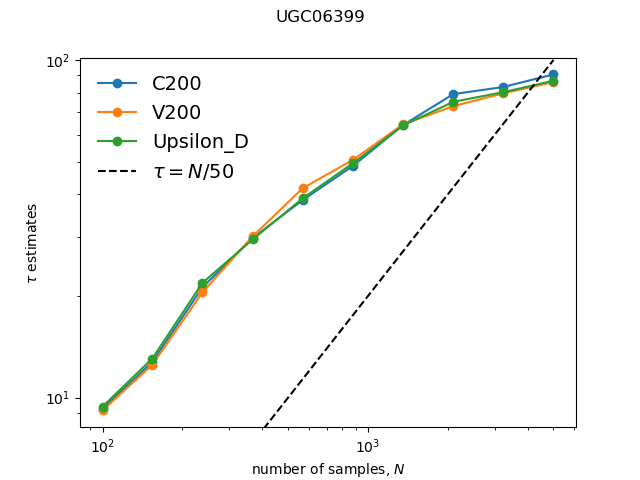 UGC06399
10²
C200
V200
Upsilon_D
τ = N/50
τ estimates
10¹
10² 10³
number of samples, N